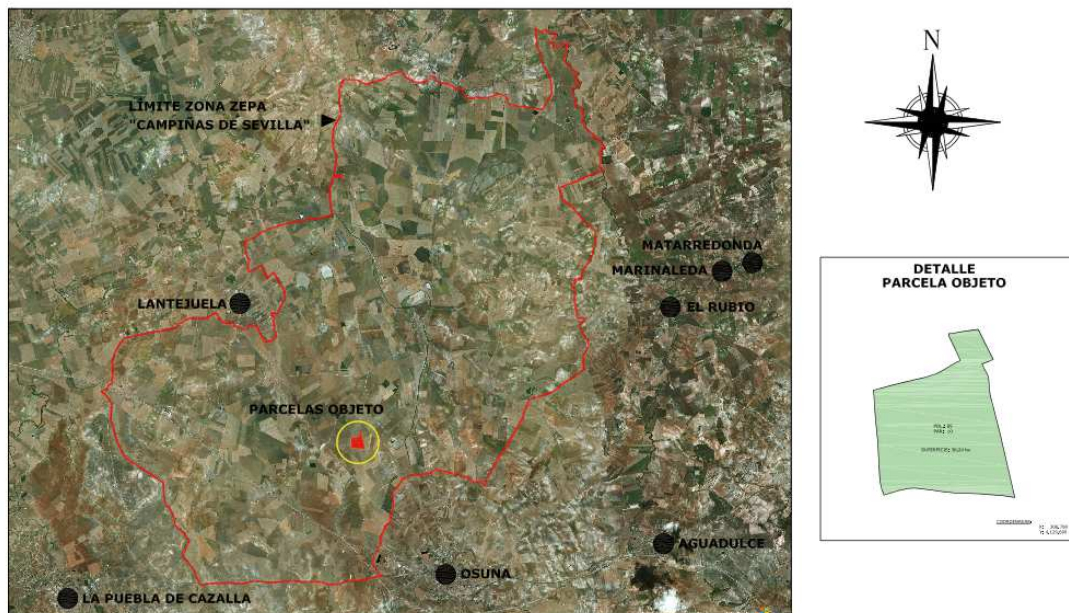 LÍMITE ZONA ZEPA
"CAMPIÑAS DE SEVILLA"
MATARREDONDA
MARINALEDA
LANTEJUELA
EL RUBIO
PARCELAS OBJETO
AGUADULCE
OSUNA
LA PUEBLA DE CAZALLA
N
DETALLE
PARCELA OBJETO